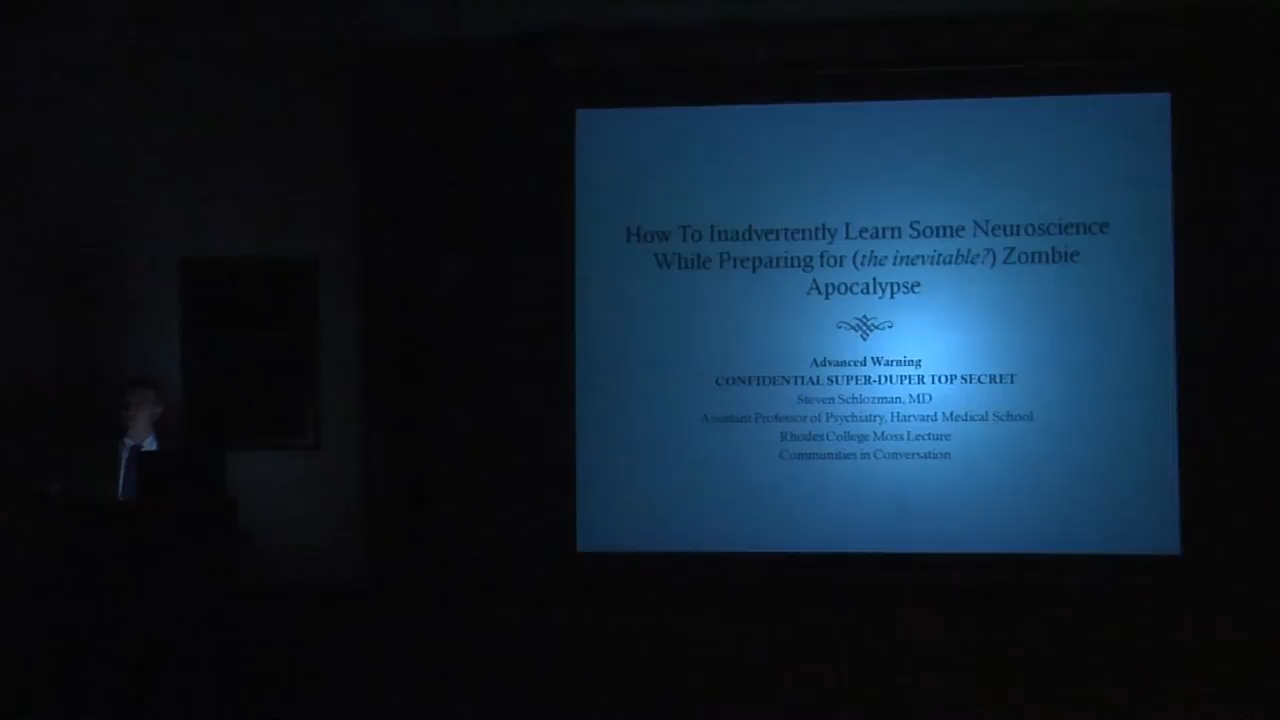 How To Inadvertently Learn Some Neuroscience
While Preparing for (the inevitable?) Zombie
Apocalypse
Advanced Warning
CONFIDENTIAL SUPER-DUPER TOP SECRET
Steven Schlozman, MD
Assistant Professor of Psychiatry, Harvard Medical School
Rhodes College Moss Lecture
Communities in Conversation